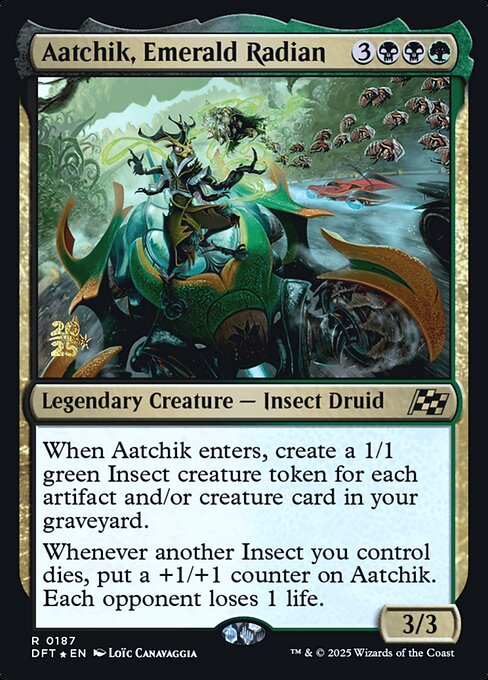 Aatchik, Emerald Radian 3
2025
Legendary Creature — Insect Druid
When Aatchik enters, create a 1/1
green Insect creature token for each
artifact and/or creature card in your
graveyard.
Whenever another Insect you control
dies, put a +1/+1 counter on Aatchik.
Each opponent loses 1 life.
3/3
R 0187
DFT ★ EN Loïc Canavaggia
™ & © 2025 Wizards of the Coast